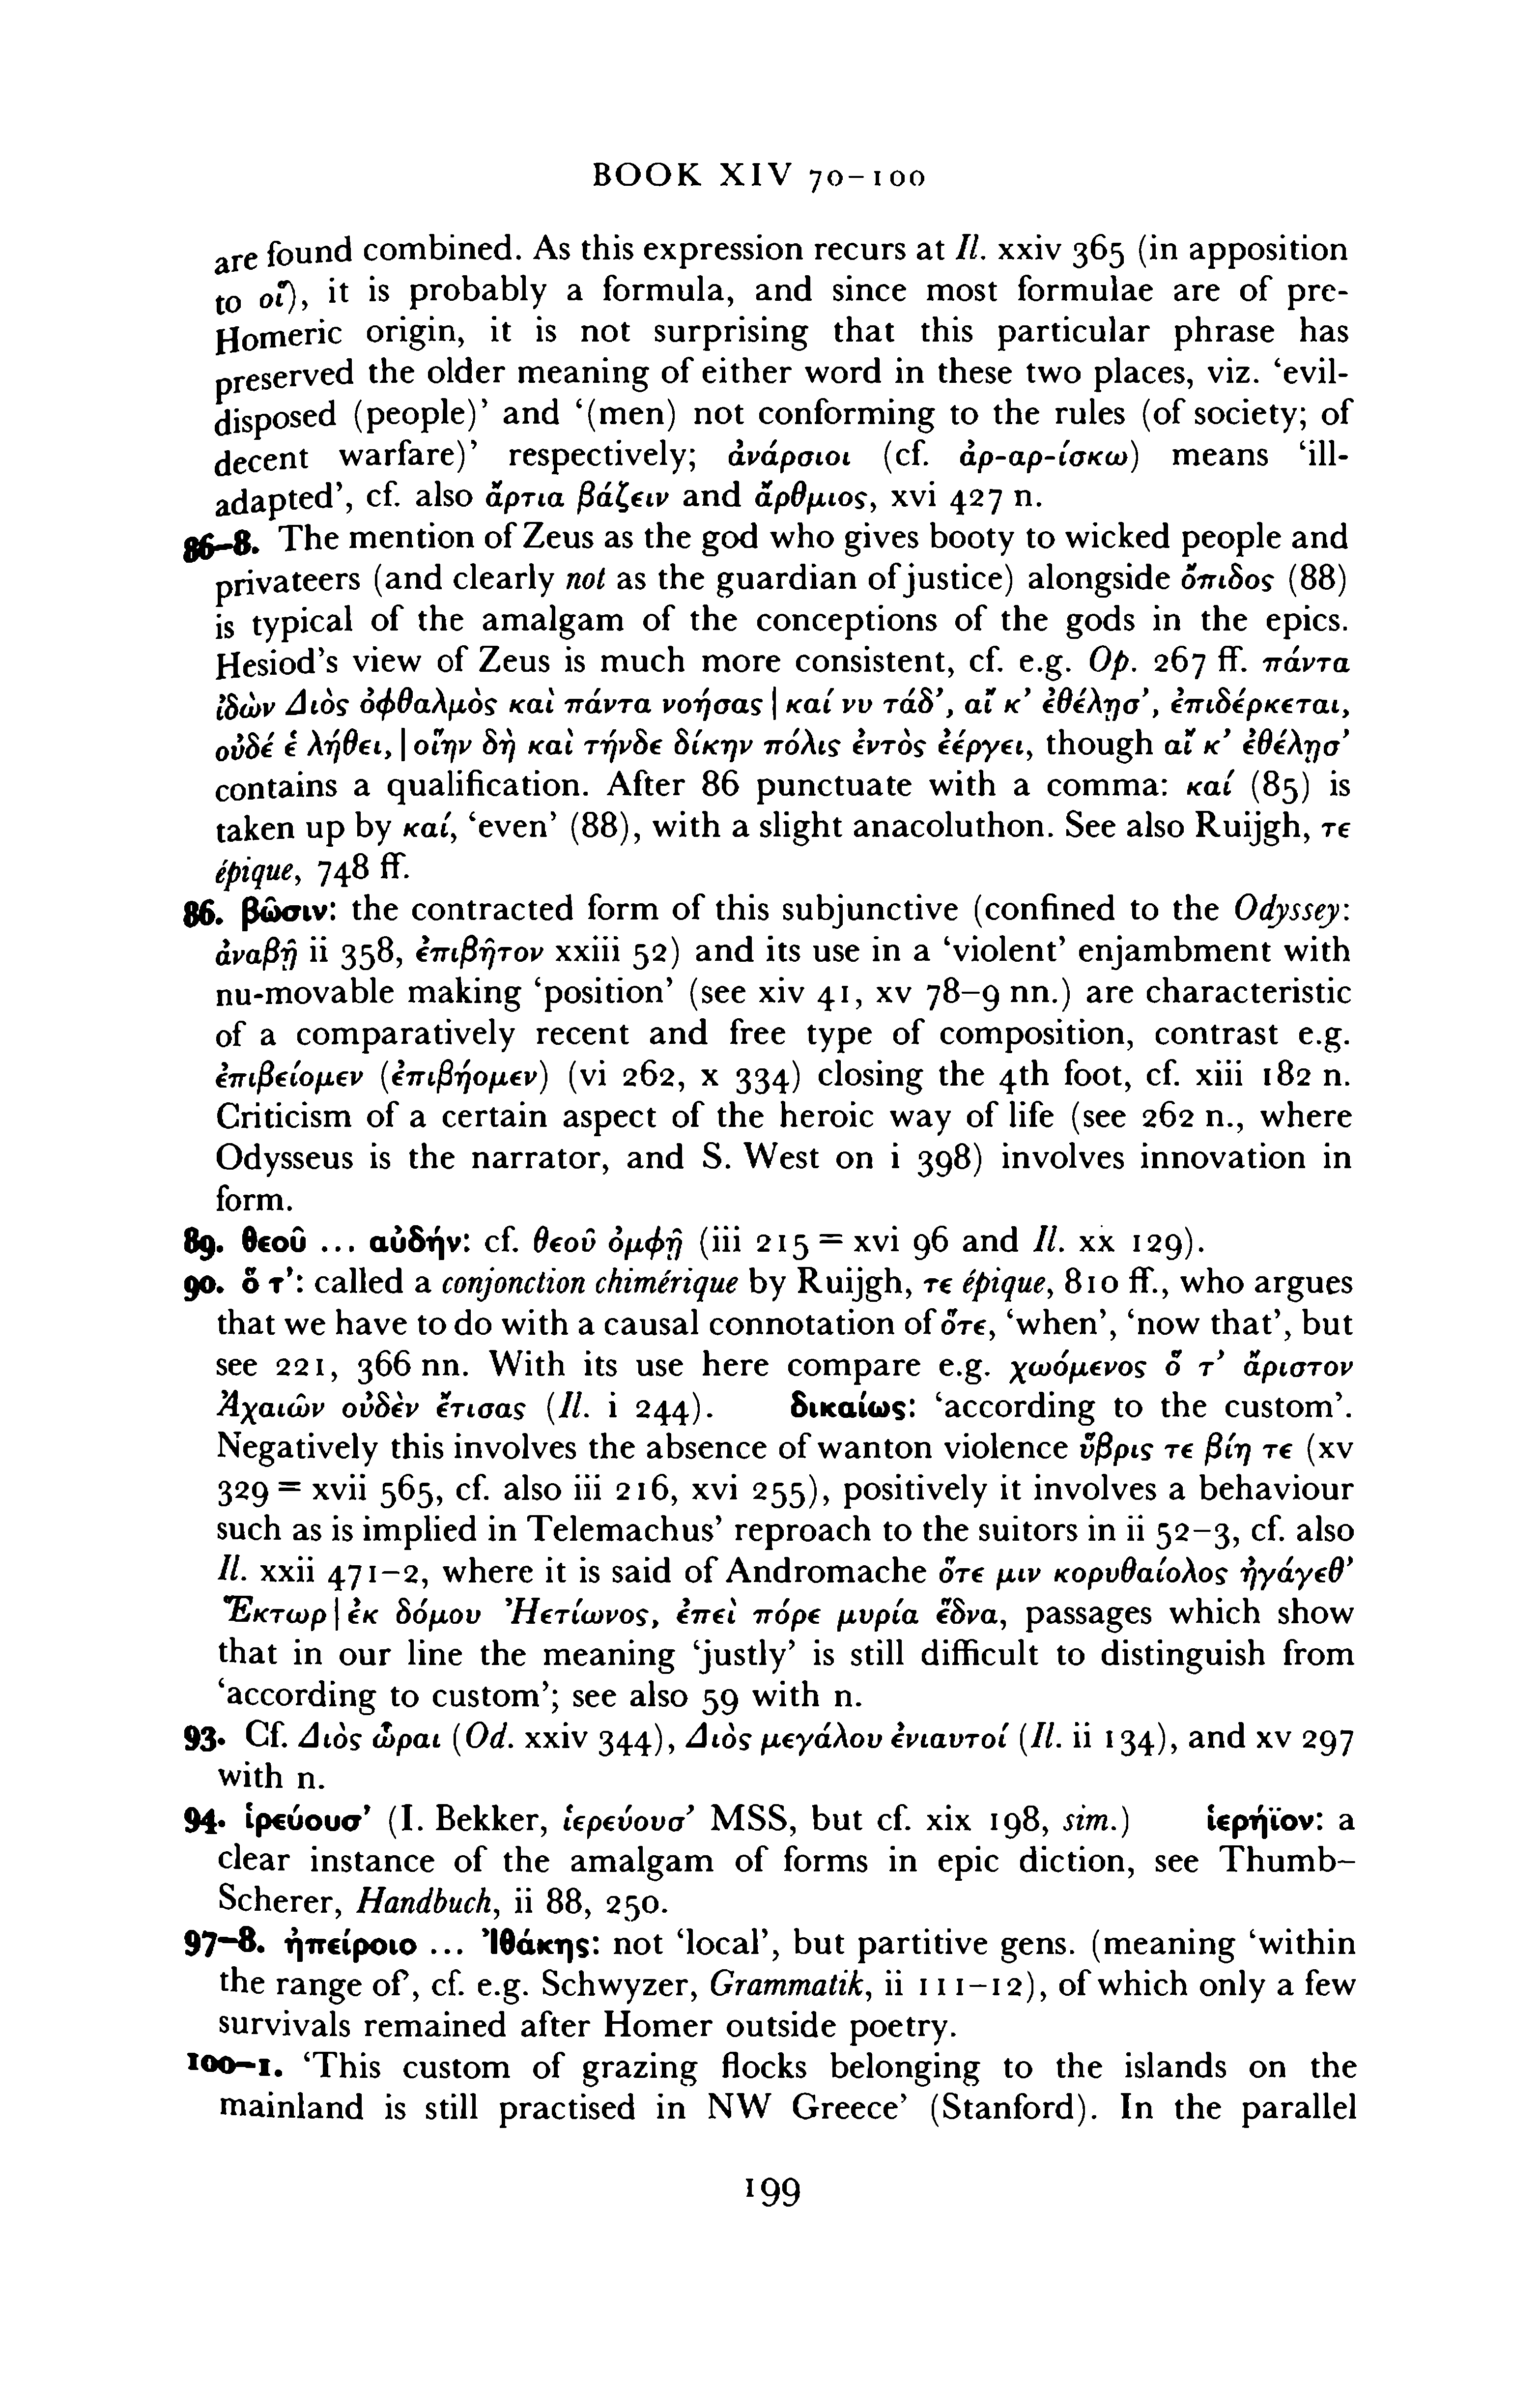 BOOK XIV 70–100
are found combined. As this expression recurs at Il. xxiv 365 (in apposition
to οἵ), it is probably a formula, and since most formulae are of pre-
Homeric origin, it is not surprising that this particular phrase has
preserved the older meaning of either word in these two places, viz. ‘evil-
disposed (people)’ and ‘(men) not conforming to the rules (of society; of
decent warfare)’ respectively; ἀνάρσιοι (cf. ἀρ-αρ-ίσκω) means ‘ill-
adapted’, cf. also ἄρτια βάζειν and ἄρθμιος, xvi 427 n.
86–8. The mention of Zeus as the god who gives booty to wicked people and
privateers (and clearly not as the guardian of justice) alongside ὄπιδος (88)
is typical of the amalgam of the conceptions of the gods in the epics.
Hesiod’s view of Zeus is much more consistent, cf. e.g. Op. 267 ff. πάντα
ἰδὼν Διὸς ὀφθαλμὸς καὶ πάντα νοήσας | καί νυ τάδ’, αἴ κ’ ἐθέλησ’, ἐπιδέρκεται,
οὐδέ ἑ λήθει, | οἵην δὴ καὶ τήνδε δίκην πόλις ἐντὸς ἐέργει, though αἴ κ’ ἐθέλησ’
contains a qualification. After 86 punctuate with a comma: καί (85) is
taken up by καί, ‘even’ (88), with a slight anacoluthon. See also Ruijgh, τε
épique, 748 ff.
86. βῶσιν: the contracted form of this subjunctive (confined to the Odyssey:
ἀναβῇ ii 358, ἐπιβῆτον xxiii 52) and its use in a ‘violent’ enjambment with
nu-movable making ‘position’ (see xiv 41, xv 78–9 nn.) are characteristic
of a comparatively recent and free type of composition, contrast e.g.
ἐπιβείομεν (ἐπιβήομεν) (vi 262, x 334) closing the 4th foot, cf. xiii 182 n.
Criticism of a certain aspect of the heroic way of life (see 262 n., where
Odysseus is the narrator, and S. West on i 398) involves innovation in
form.
89. θεοῦ ... αὐδήν: cf. θεοῦ ὀμφῇ (iii 215 = xvi 96 and Il. xx 129).
90. ὅ τ’: called a conjonction chimérique by Ruijgh, τε épique, 810 ff., who argues
that we have to do with a causal connotation of ὅτε, ‘when’, ‘now that’, but
see 221, 366 nn. With its use here compare e.g. χωόμενος ὅ τ’ ἄριστον
Ἀχαιῶν οὐδὲν ἔτισας (Il. i 244). δικαίως: ‘according to the custom’.
Negatively this involves the absence of wanton violence ὕβρις τε βίη τε (xv
329 = xvii 565, cf. also iii 216, xvi 255), positively it involves a behaviour
such as is implied in Telemachus’ reproach to the suitors in ii 52–3, cf. also
Il. xxii 471–2, where it is said of Andromache ὅτε μιν κορυθαίολος ἠγάγεθ’
Ἕκτωρ | ἐκ δόμου Ἠετίωνος, ἐπεὶ πόρε μυρία ἕδνα, passages which show
that in our line the meaning ‘justly’ is still difficult to distinguish from
‘according to custom’; see also 59 with n.
93. Cf. Διὸς ὧραι (Od. xxiv 344), Διὸς μεγάλου ἐνιαυτοί (Il. ii 134), and xv 297
with n.
94. ἱρεύουσ’ (I. Bekker, ἱερεύουσ’ MSS, but cf. xix 198, sim.) ἱερήϊον: a
clear instance of the amalgam of forms in epic diction, see Thumb–
Scherer, Handbuch, ii 88, 250.
97–8. ἠπείροιο ... Ἰθάκης: not ‘local’, but partitive gens. (meaning ‘within
the range of’, cf. e.g. Schwyzer, Grammatik, ii 111–12), of which only a few
survivals remained after Homer outside poetry.
100–1. ‘This custom of grazing flocks belonging to the islands on the
mainland is still practised in NW Greece’ (Stanford). In the parallel
199